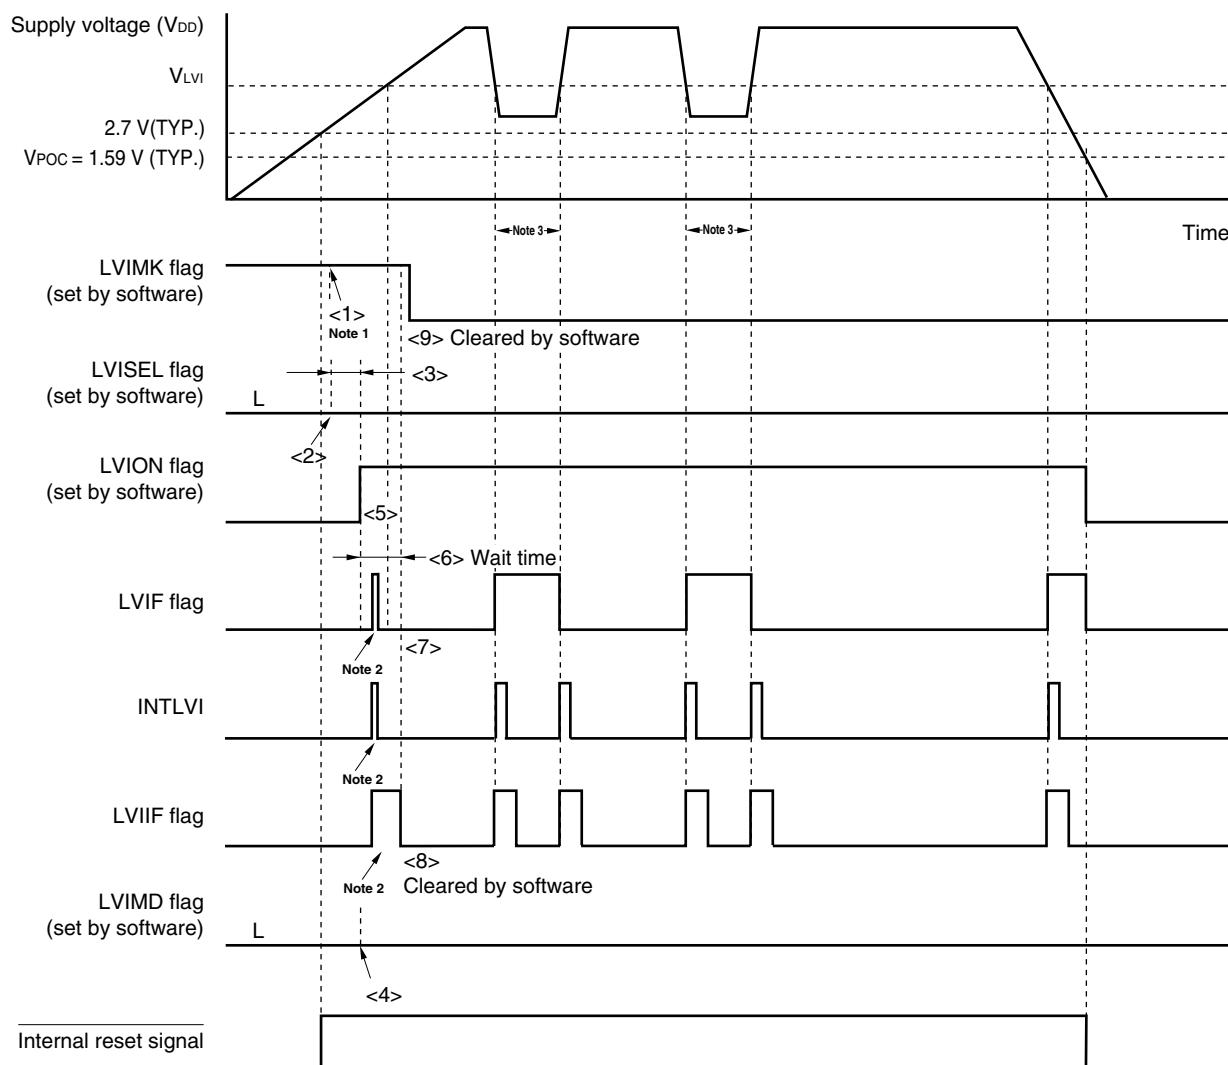 Supply voltage (VDD)
VLVI
2.7 V(TYP.)
VPOC = 1.59 V (TYP.)
Note 3
Note 3
Time
LVIMK flag
(set by software)
<1>
Note 1
<9> Cleared by software
LVISEL flag
(set by software)
<3>
L
<2>
LVION flag
(set by software)
<5>
<6> Wait time
LVIF flag
<7>
Note 2
INTLVI
Note 2
LVIIF flag
<8>
Note 2
Cleared by software
LVIMD flag
(set by software)
L
<4>
Internal reset signal